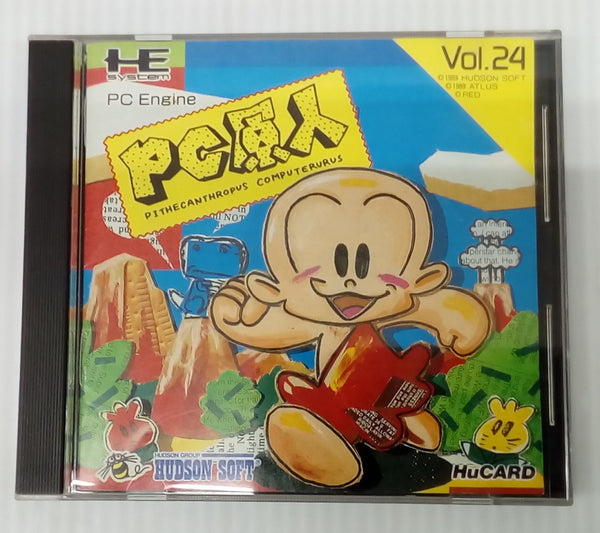 HE
SYSTEM
PC Engine
Vol.24
© 1989 HUDSON SOFT
© 1989 ATLUS
© RED
PC原人
PITHECANTHROPUS COMPUTERURUS
HUDSON GROUP
HUDSON SOFT
HuCARD